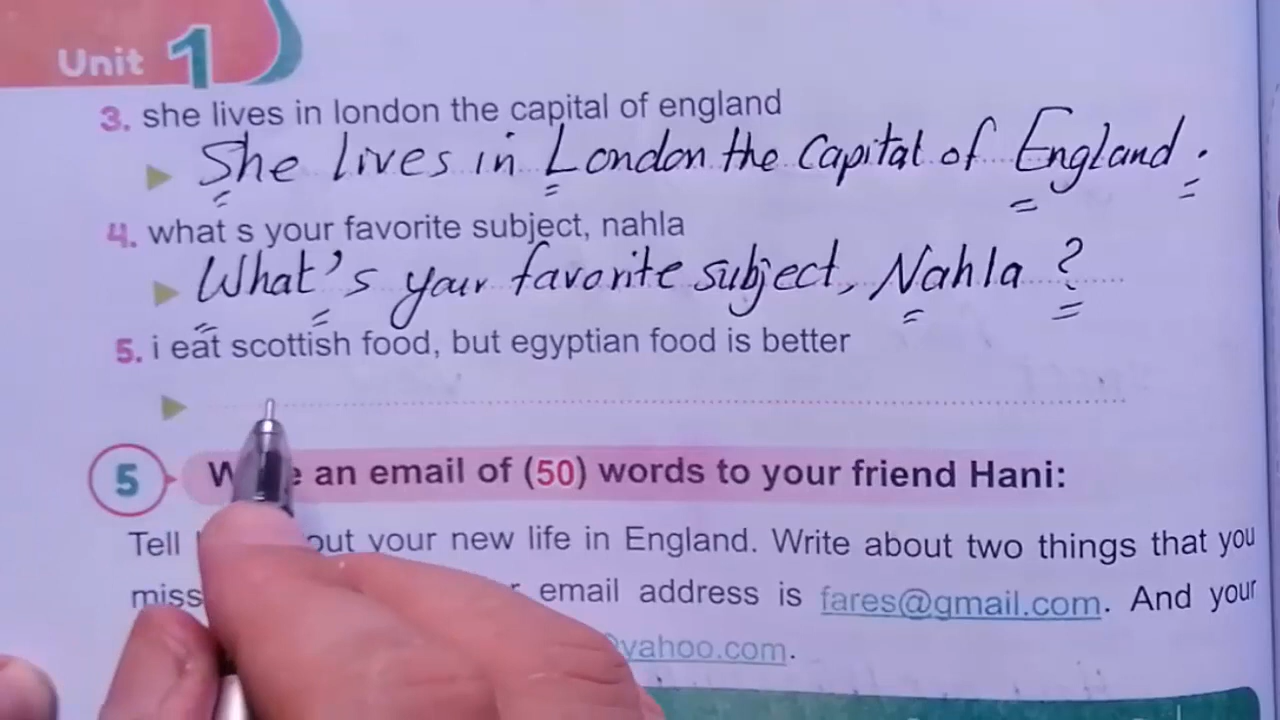 Unit 1
3. she lives in london the capital of england
She lives in London the capital of England.
4. what s your favorite subject, nahla
What's your favorite subject, Nahla?
5. i eat scottish food, but egyptian food is better
5 an email of (50) words to your friend Hani:
Tell your new life in England. Write about two things that you
miss email address is fares@gmail.com. And your
yahoo.com.